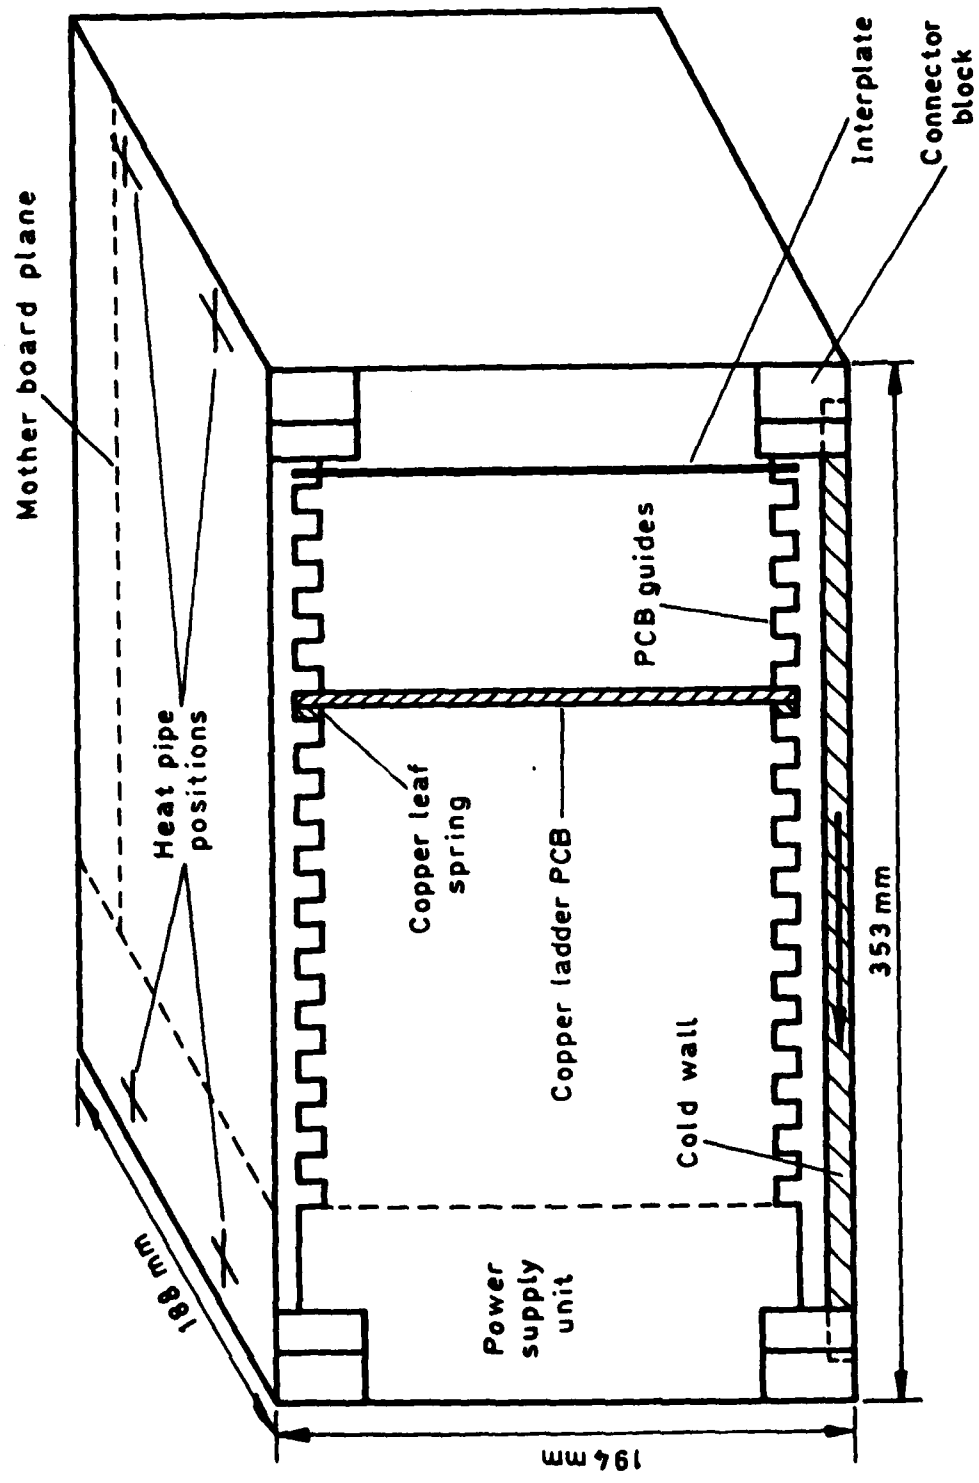 Mother board plane
Heat pipe
positions
188 mm
Interplate
Connector
block
PCB guides
Copper leaf
spring
Copper ladder PCB
Cold wall
Power
supply
unit
353 mm
194 mm